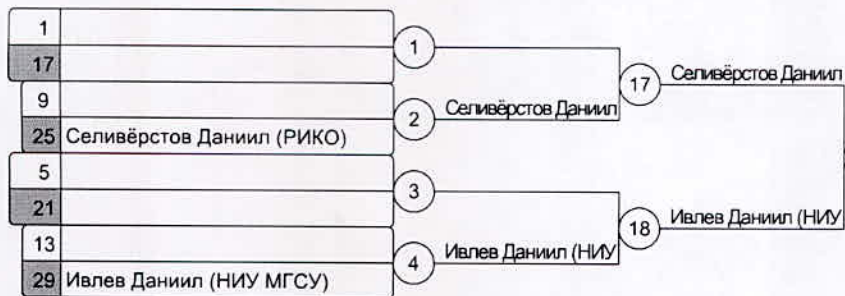 1
17
1
9
25 Селивёрстов Даниил (РИКО)
2
Селивёрстов Даниил
17
Селивёрстов Даниил
5
21
3
13
29 Ивлев Даниил (НИУ МГСУ)
4
Ивлев Даниил (НИУ
18
Ивлев Даниил (НИУ